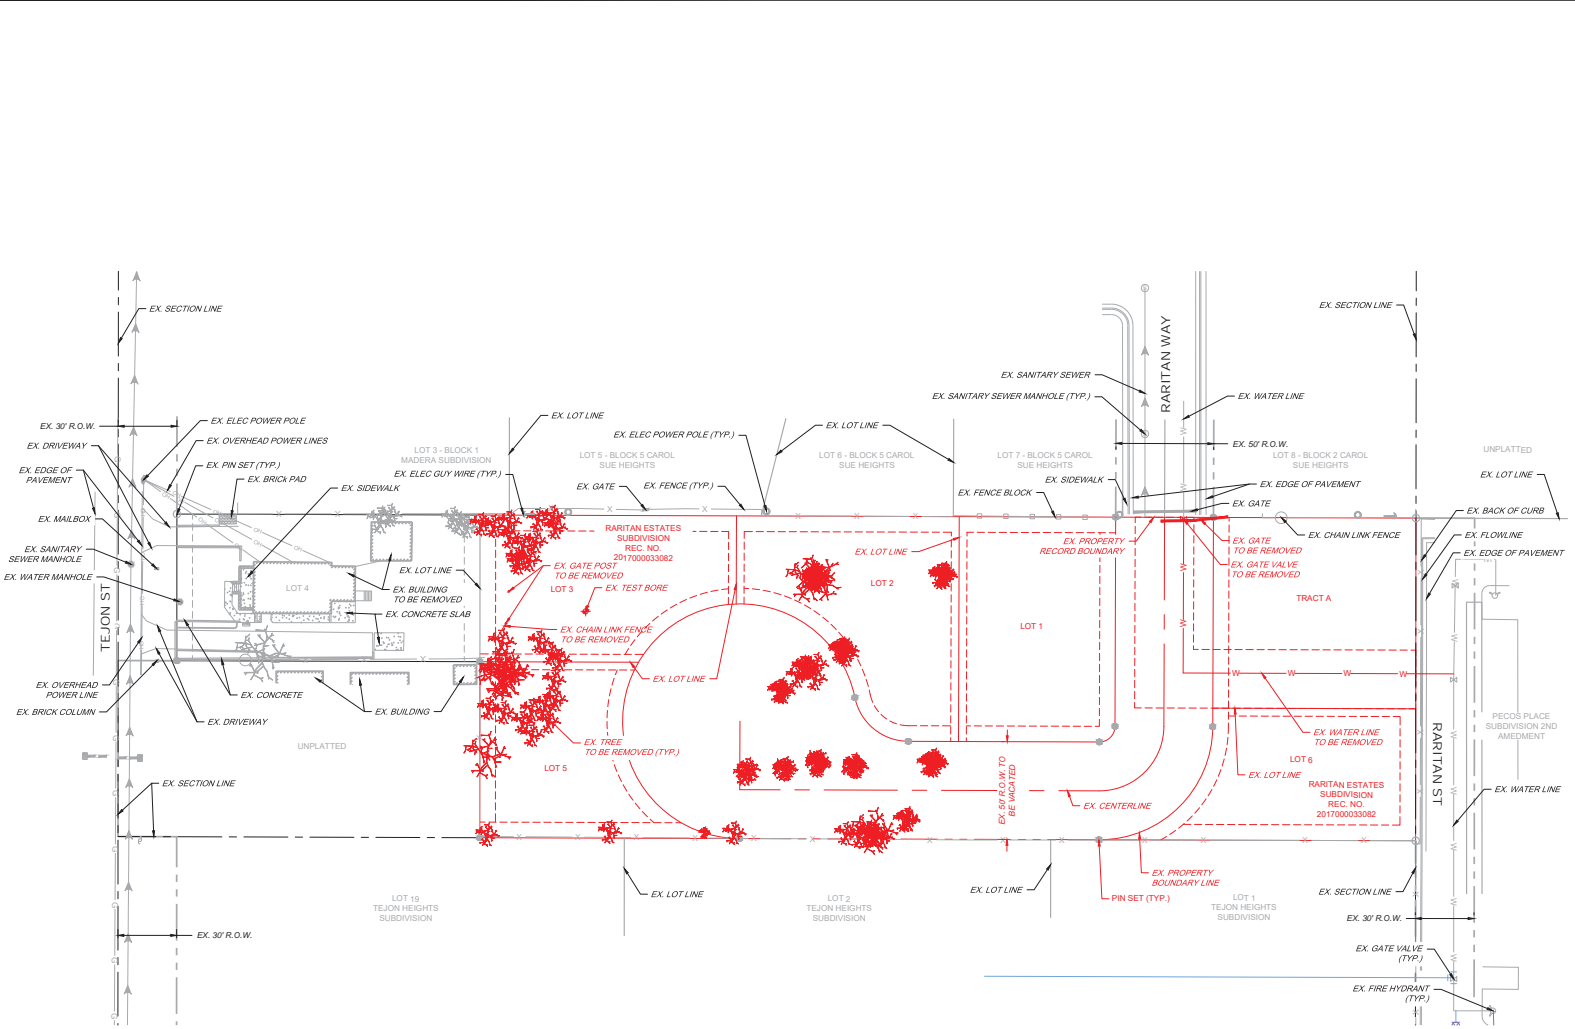 EX. SECTION LINE
EX. SECTION LINE
RARITAN WAY
EX. SANITARY SEWER
EX. SANITARY SEWER MANHOLE (TYP.)
EX. WATER LINE
EX. LOT LINE
EX. ELEC POWER POLE
EX. 30' R.O.W.
EX. LOT LINE
EX. ELEC POWER POLE (TYP.)
EX. OVERHEAD POWER LINES
EX. DRIVEWAY
EX. 50' R.O.W.
LOT 3 - BLOCK 1
MADERA SUBDIVISION
LOT 5 - BLOCK 5 CAROL
SUE HEIGHTS
LOT 6 - BLOCK 5 CAROL
SUE HEIGHTS
LOT 7 - BLOCK 5 CAROL
SUE HEIGHTS
LOT 8 - BLOCK 2 CAROL
SUE HEIGHTS
UNPLATTED
EX. PIN SET (TYP.)
EX. EDGE OF
PAVEMENT
EX. BRICK PAD
EX. ELEC GUY WIRE (TYP.)
EX. LOT LINE
EX. SIDEWALK
EX. SIDEWALK
EX. GATE
EX. FENCE (TYP.)
EX. EDGE OF PAVEMENT
EX. FENCE BLOCK
EX. GATE
EX. BACK OF CURB
EX. MAILBOX
RARITAN ESTATES
SUBDIVISION
REC. NO.
2017000033082
EX. CHAIN LINK FENCE
EX. FLOWLINE
EX. PROPERTY
RECORD BOUNDARY
EX. GATE
TO BE REMOVED
EX. LOT LINE
EX. SANITARY
SEWER MANHOLE
EX. EDGE OF PAVEMENT
EX. GATE POST
TO BE REMOVED
EX. GATE VALVE
TO BE REMOVED
EX. LOT LINE
EX. WATER MANHOLE
LOT 4
EX. BUILDING
TO BE REMOVED
LOT 3
EX. TEST BORE
LOT 2
TRACT A
EX. CONCRETE SLAB
TEJON ST
EX. CHAIN LINK FENCE
TO BE REMOVED
LOT 1
EX. LOT LINE
EX. OVERHEAD
POWER LINE
EX. CONCRETE
EX. BRICK COLUMN
EX. BUILDING
EX. DRIVEWAY
PECOS PLACE
SUBDIVISION 2ND
AMEDMENT
UNPLATTED
EX. TREE
TO BE REMOVED (TYP.)
EX. WATER LINE
TO BE REMOVED
RARITAN ST
LOT 5
LOT 6
EX. LOT LINE
EX. SECTION LINE
EX. 50' R.O.W. TO
BE VACATED
RARITAN ESTATES
SUBDIVISION
REC. NO.
2017000033082
EX. WATER LINE
EX. CENTERLINE
EX. PROPERTY
BOUNDARY LINE
EX. LOT LINE
EX. LOT LINE
EX. SECTION LINE
PIN SET (TYP.)
LOT 19
TEJON HEIGHTS
SUBDIVISION
LOT 2
TEJON HEIGHTS
SUBDIVISION
LOT 1
TEJON HEIGHTS
SUBDIVISION
EX. 30' R.O.W.
EX. 30' R.O.W.
EX. GATE VALVE
(TYP.)
EX. FIRE HYDRANT
(TYP.)